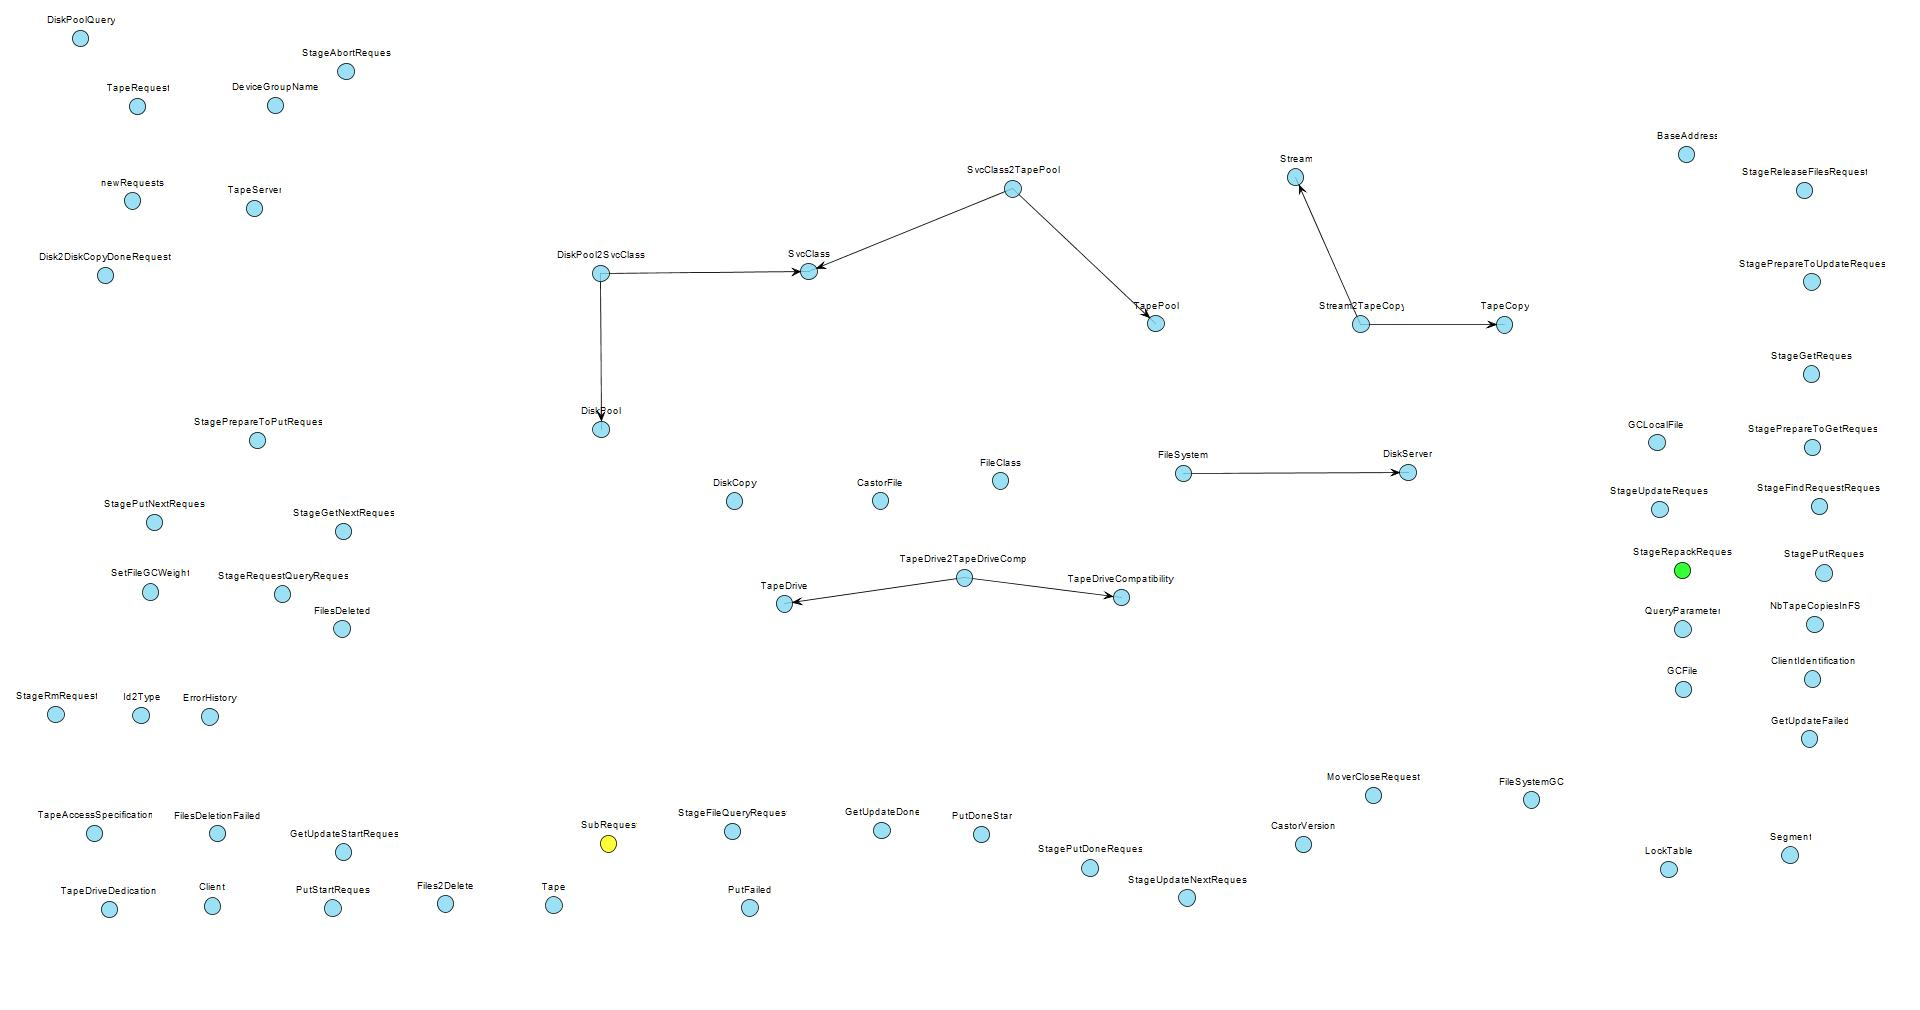 DiskPoolQuery
StageAbortReques
TapeRequest
DeviceGroupName
BaseAddress
Stream
SvcClass2TapePool
StageReleaseFilesRequest
newRequests
TapeServer
DiskPool2SvcClass
SvcClass
Disk2DiskCopyDoneRequest
StagePrepareToUpdateReques
TapePool
Stream2TapeCopy
TapeCopy
StageGetReques
DiskPool
StagePrepareToPutReques
GCLocalFile
StagePrepareToGetReques
FileSystem
DiskServer
FileClass
DiskCopy
CastorFile
StageUpdateReques
StageFindRequestReques
StagePutNextReques
StageGetNextReques
StageRepackReques
StagePutReques
TapeDrive2TapeDriveComp
SetFileGCWeight
StageRequestQueryReques
TapeDrive
TapeDriveCompatibility
FilesDeleted
QueryParameter
NbTapeCopiesInFS
GCFile
ClientIdentification
StageRmRequest
Id2Type
ErrorHistory
GetUpdateFailed
MoverCloseRequest
FileSystemGC
TapeAccessSpecification
FilesDeletionFailed
GetUpdateStartReques
SubReques
StageFileQueryReques
GetUpdateDone
PutDoneStar
CastorVersion
StagePutDoneReques
LockTable
Segment
TapeDriveDedication
Client
PutStartReques
Files2Delete
Tape
PutFailed
StageUpdateNextReques